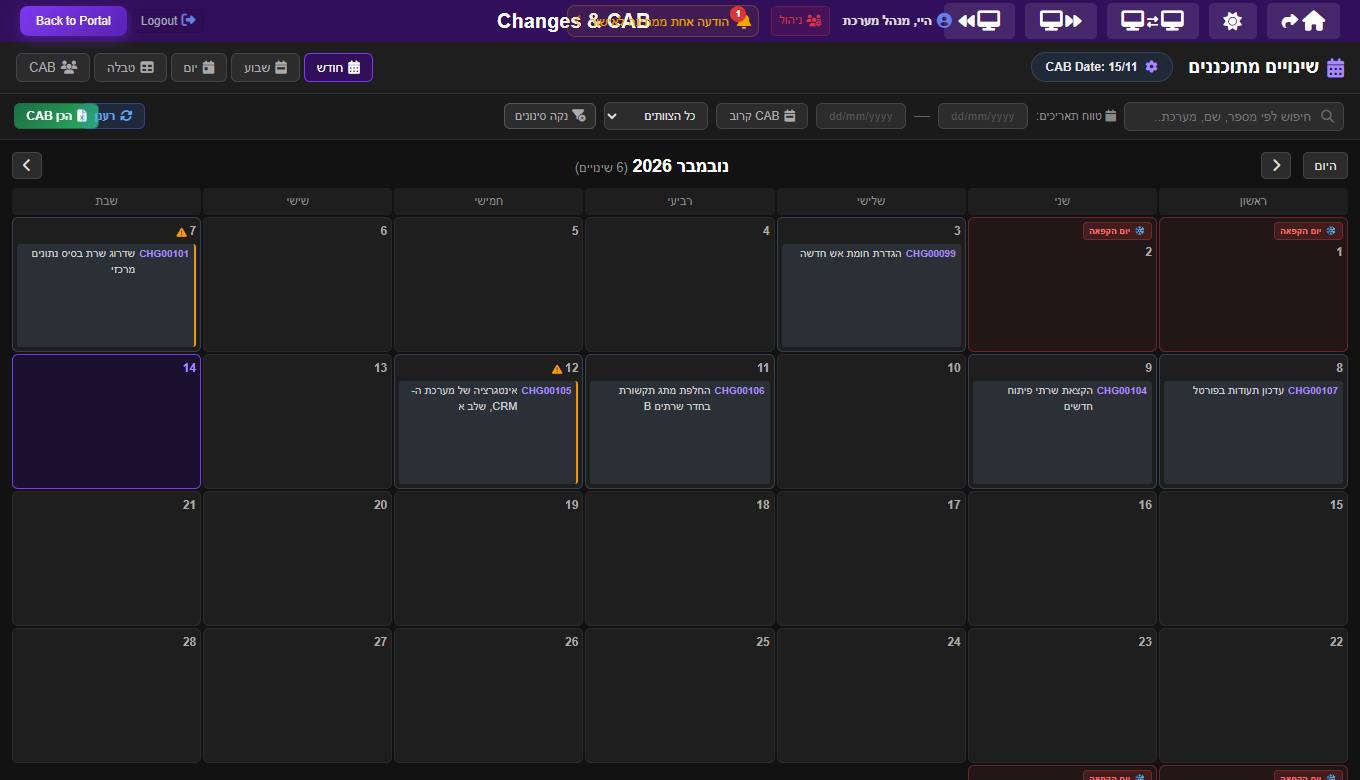 היי, מנהל מערכת
ניהול
1
הודעה אחת
Changes & CAB
Logout
Back to Portal
שינויים מתוכננים
CAB Date: 15/11
חודש
שבוע
יום
טבלה
CAB
חיפוש לפי מספר, שם, מערכת..
טווח תאריכים:
dd/mm/yyyy — dd/mm/yyyy
CAB קרוב
כל הצוותים
נקה סינונים
הכן CAB
היום
נובמבר 2026 (6 שינויים)
ראשון שני שלישי רביעי חמישי שישי שבת
יום הקפאה
1
יום הקפאה
2
3
CHG00099 הגדרת חומת אש חדשה
4
5
6
7
CHG00101 שדרוג שרת בסיס נתונים
מרכזי
8
CHG00107 עדכון תעודות בפורטל
9
CHG00104 הקצאת שרתי פיתוח
חדשים
10
11
CHG00106 החלפת מתג תקשורת
בחדר שרתים B
12
CHG00105 אינטגרציה של מערכת ה-
CRM, שלב א
13
14
15 16 17 18 19 20 21
22 23 24 25 26 27 28
יום הקפאה
יום הקפאה